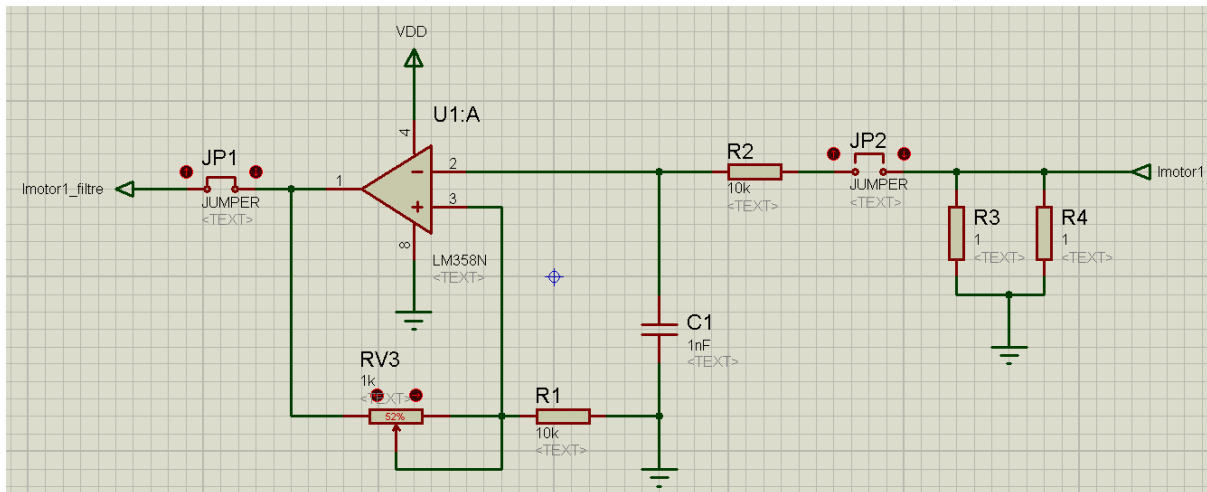 VDD
U1:A
4
2
3
1
8
LM358N
<TEXT>
JP1
JUMPER
<TEXT>
Imotor1_filtre
R2
10k
<TEXT>
JP2
JUMPER
<TEXT>
Imotor1
R3
1
<TEXT>
R4
1
<TEXT>
C1
1nF
<TEXT>
RV3
1k
<TEXT>
52%
R1
10k
<TEXT>